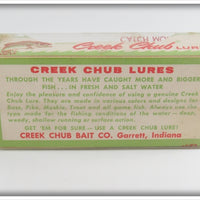 Creek Chub LURES
CREEK CHUB LURES
THROUGH THE YEARS HAVE CAUGHT MORE AND BIGGER
FISH . . . IN FRESH AND SALT WATER
Enjoy the pleasure and confidence of using a genuine Creek
Chub Lure. They are made in various colors and designs for
Bass, Pike, Muskie, Trout and all game fish. Always use the
type made for the fishing conditions of the water — deep,
weedy, shallow running or surface action.
GET 'EM FOR SURE — USE A CREEK CHUB LURE!
CREEK CHUB BAIT CO. Garrett, Indiana